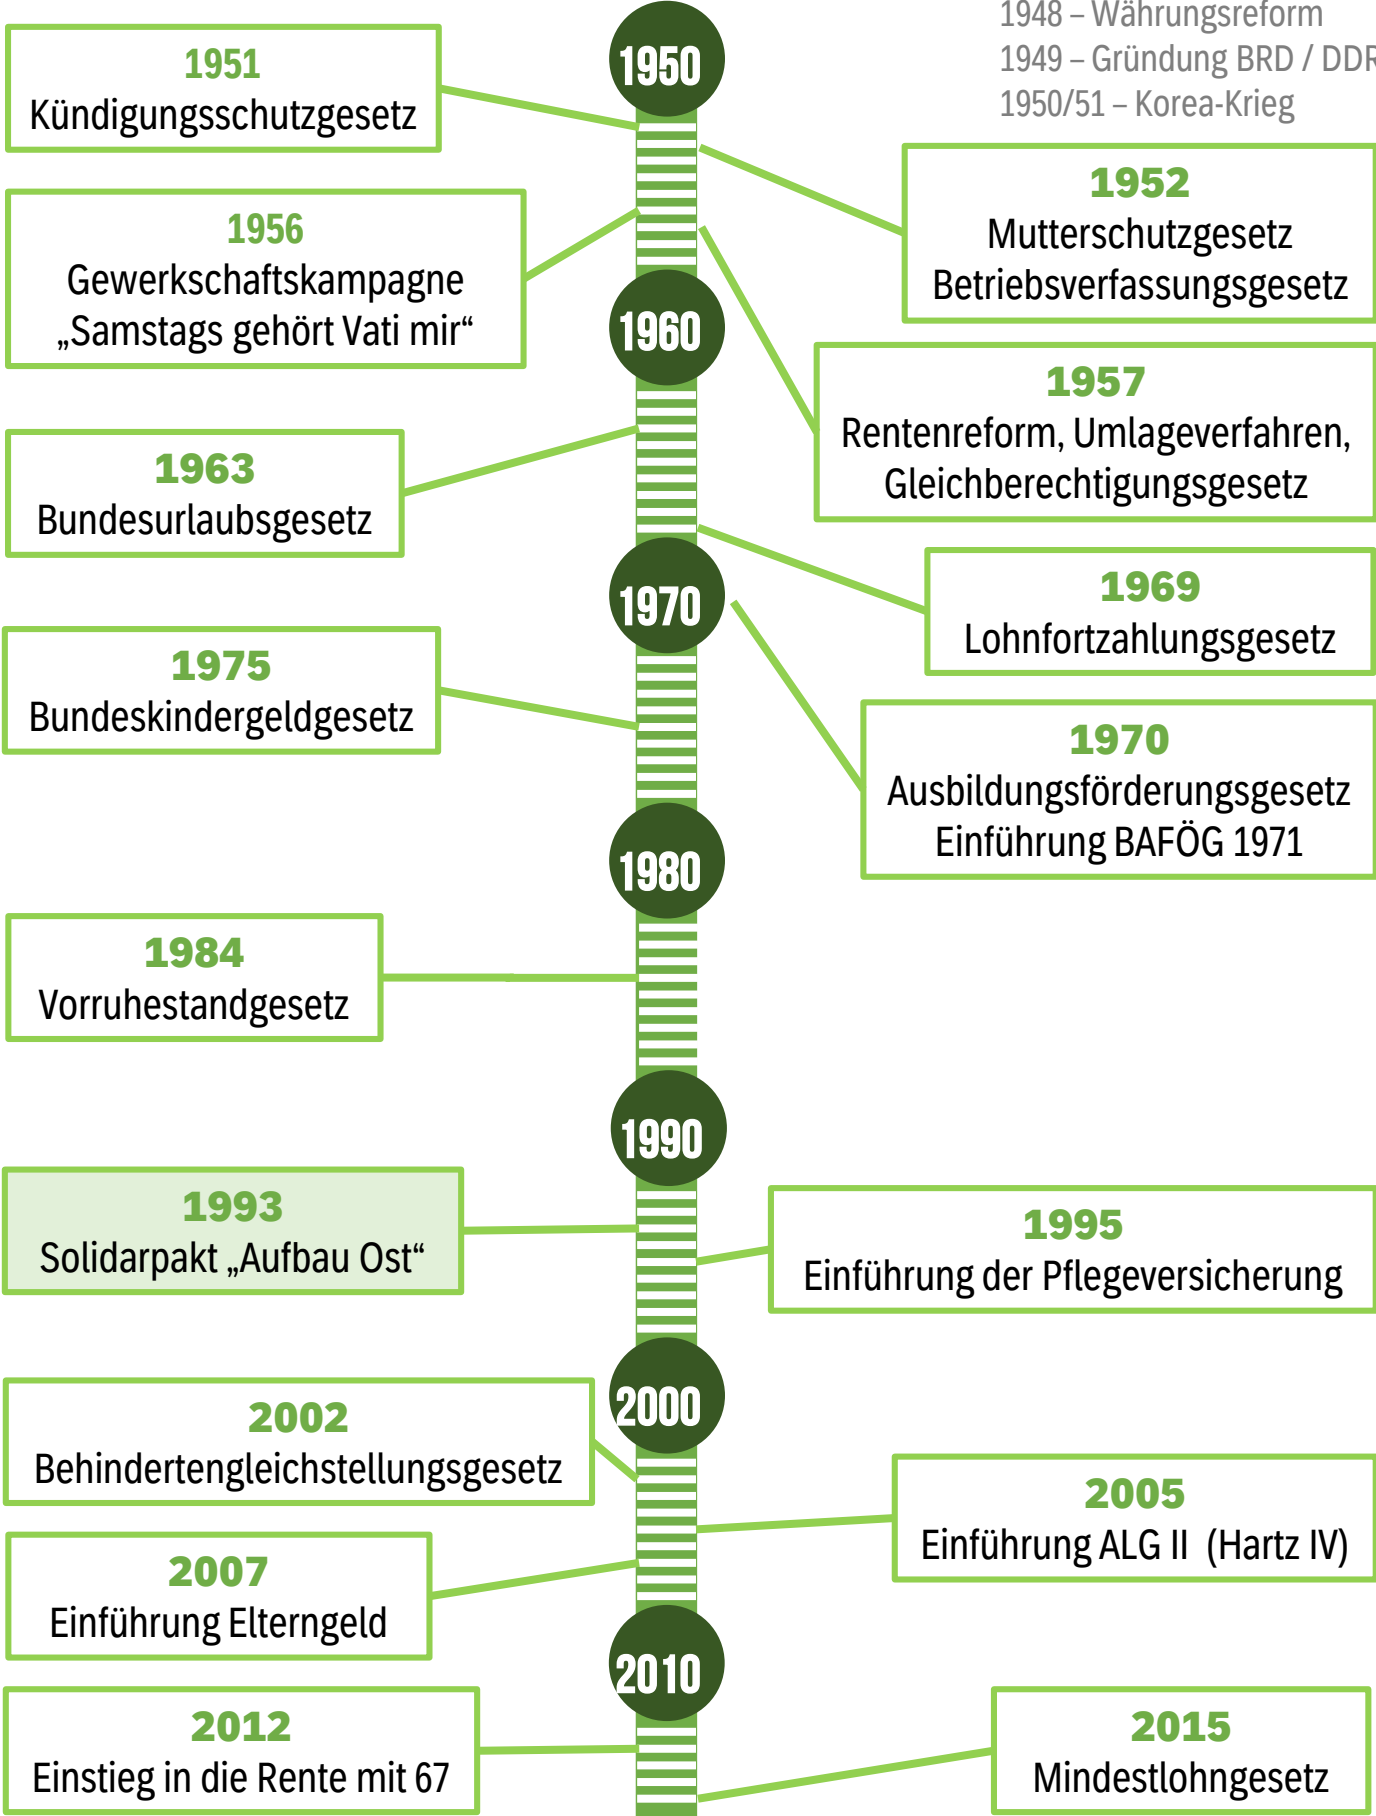 1948 – Währungsreform
1949 – Gründung BRD / DDR
1950/51 – Korea-Krieg
1950
1951
Kündigungsschutzgesetz
1952
Mutterschutzgesetz
Betriebsverfassungsgesetz
1956
Gewerkschaftskampagne
„Samstags gehört Vati mir“
1957
Rentenreform, Umlageverfahren,
Gleichberechtigungsgesetz
1960
1963
Bundesurlaubsgesetz
1969
Lohnfortzahlungsgesetz
1970
1970
Ausbildungsförderungsgesetz
Einführung BAFÖG 1971
1975
Bundeskindergeldgesetz
1980
1984
Vorruhestandgesetz
1990
1993
Solidarpakt „Aufbau Ost“
1995
Einführung der Pflegeversicherung
2000
2002
Behindertengleichstellungsgesetz
2005
Einführung ALG II (Hartz IV)
2007
Einführung Elterngeld
2010
2012
Einstieg in die Rente mit 67
2015
Mindestlohngesetz